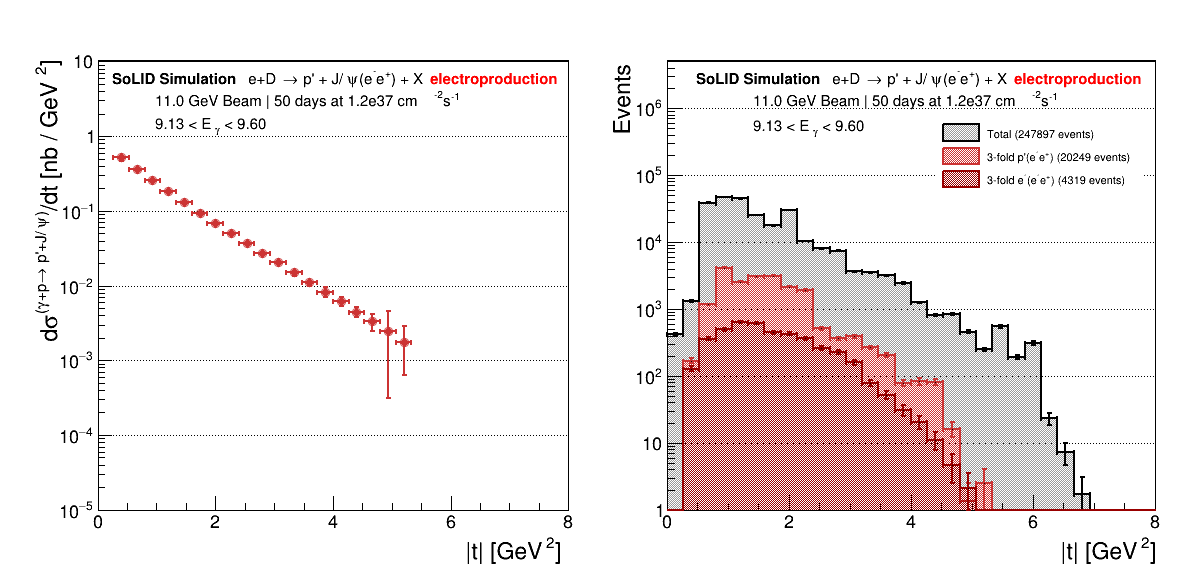 SoLID Simulation e+D → p' + J/ψ(e⁻e⁺) + X electroproduction
11.0 GeV Beam | 50 days at 1.2e37 cm⁻²s⁻¹
9.13 < E_γ < 9.60
dσ(γ+p→ p'+J/ψ)/dt [nb / GeV²]
10
1
10⁻¹
10⁻²
10⁻³
10⁻⁴
10⁻⁵
0 2 4 6 8
|t| [GeV²]
SoLID Simulation e+D → p' + J/ψ(e⁻e⁺) + X electroproduction
11.0 GeV Beam | 50 days at 1.2e37 cm⁻²s⁻¹
9.13 < E_γ < 9.60
Total (247897 events)
3-fold p'(e⁻e⁺) (20249 events)
3-fold e⁻(e⁻e⁺) (4319 events)
Events
10⁶
10⁵
10⁴
10³
10²
10
1
0 2 4 6 8
|t| [GeV²]